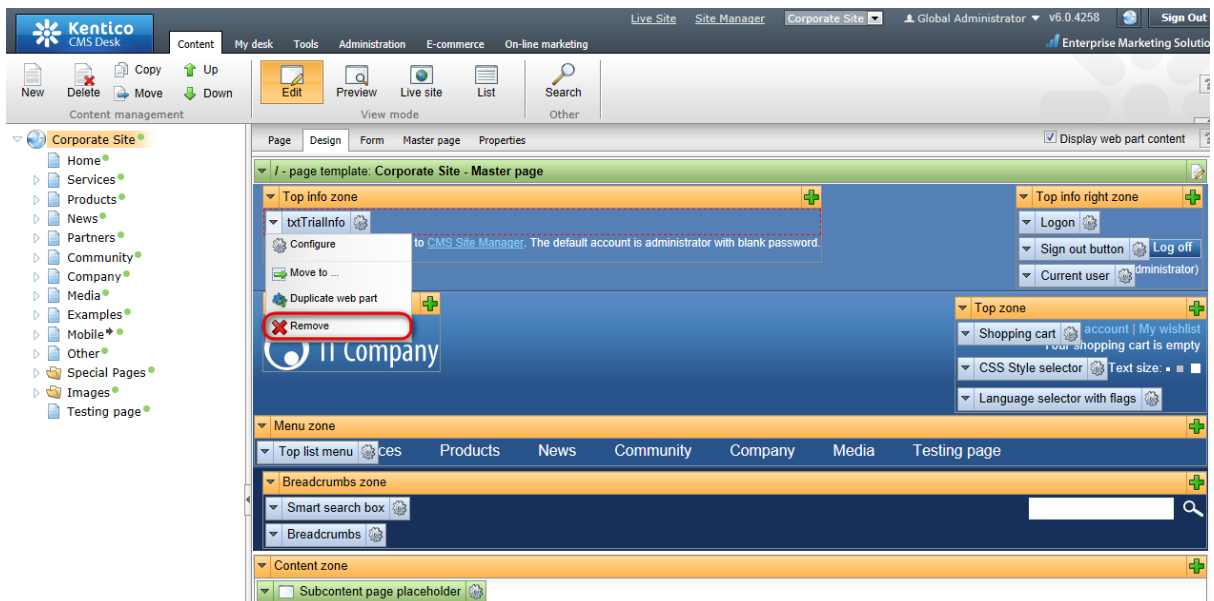 Kentico
CMS Desk
Live Site Site Manager Corporate Site Global Administrator v6.0.4258 Sign Out
Content My desk Tools Administration E-commerce On-line marketing
Enterprise Marketing Solutio
New Delete Copy Move Up Down
Content management
Edit Preview Live site List
View mode
Search
Other
Corporate Site
Home
Services
Products
News
Partners
Community
Company
Media
Examples
Mobile
Other
Special Pages
Images
Testing page
Page Design Form Master page Properties
Display web part content
/ - page template: Corporate Site - Master page
Top info zone
txtTrialInfo
Configure
to CMS Site Manager. The default account is administrator with blank password.
Move to ...
Duplicate web part
Remove
IT Company
Top info right zone
Logon
Sign out button Log off
Current user dministrator)
Top zone
Shopping cart account | My wishlist
Your shopping cart is empty
CSS Style selector Text size:
Language selector with flags
Menu zone
Top list menu ces Products News Community Company Media Testing page
Breadcrumbs zone
Smart search box
Breadcrumbs
Content zone
Subcontent page placeholder